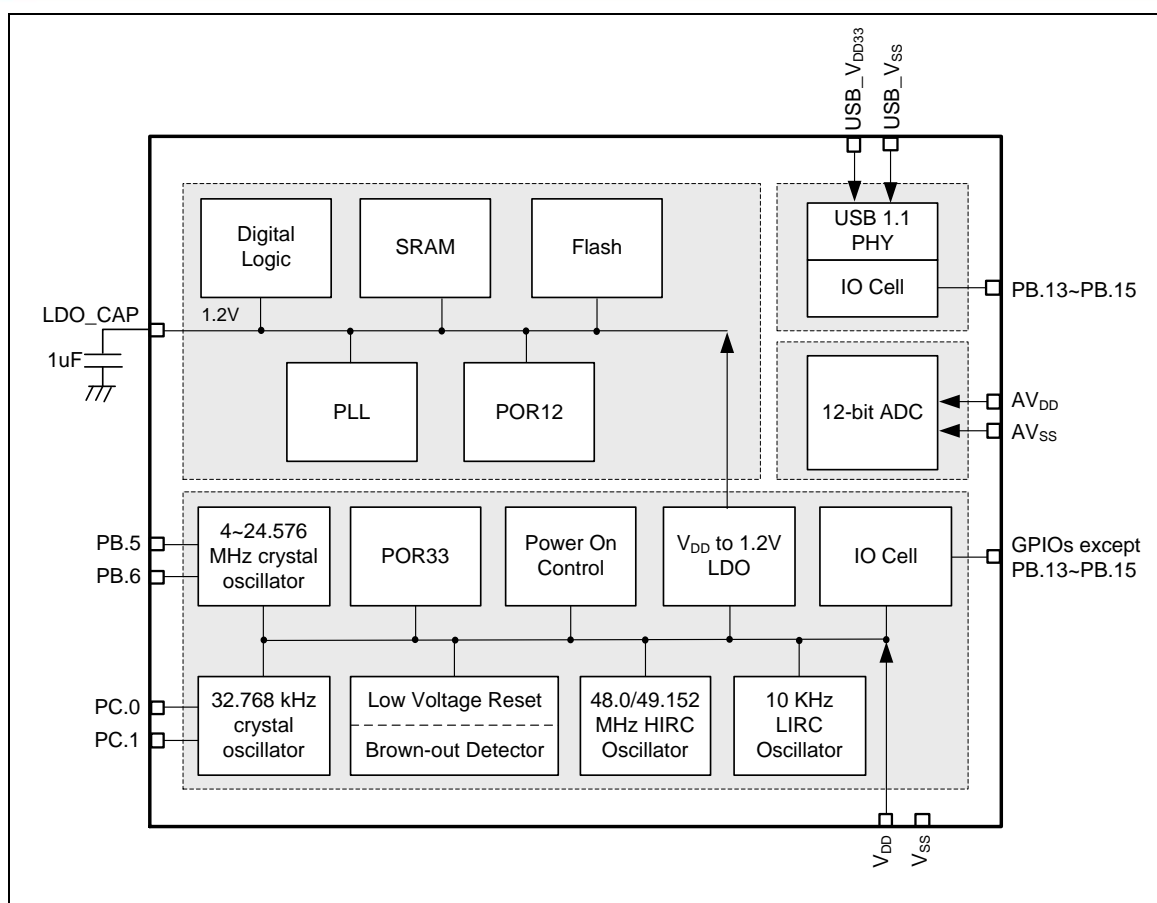 USB_VDD33
USB_VSS
Digital
Logic
SRAM
Flash
USB 1.1
PHY
IO Cell
PB.13~PB.15
LDO_CAP
1.2V
1uF
PLL
POR12
12-bit ADC
AVDD
AVSS
PB.5
PB.6
4~24.576
MHz crystal
oscillator
POR33
Power On
Control
VDD to 1.2V
LDO
IO Cell
GPIOs except
PB.13~PB.15
PC.0
PC.1
32.768 kHz
crystal
oscillator
Low Voltage Reset
Brown-out Detector
48.0/49.152
MHz HIRC
Oscillator
10 KHz
LIRC
Oscillator
VDD
VSS